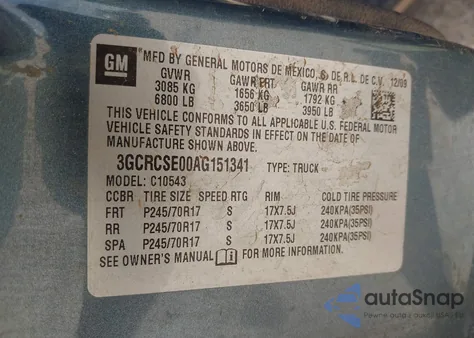 GM
MFD BY GENERAL MOTORS DE MEXICO, S. DE R.L. DE C.V. 12/09
GVWR GAWR FRT GAWR RR
3085 KG 1656 KG 1792 KG
6800 LB 3650 LB 3950 LB
THIS VEHICLE CONFORMS TO ALL APPLICABLE U.S. FEDERAL MOTOR
VEHICLE SAFETY STANDARDS IN EFFECT ON THE DATE OF
MANUFACTURE SHOWN ABOVE.
3GCRCSE00AG151341 TYPE: TRUCK
MODEL: C10543
CCBR TIRE SIZE SPEED RTG RIM COLD TIRE PRESSURE
FRT P245/70R17 S 17X7.5J 240KPA(35PSI)
RR P245/70R17 S 17X7.5J 240KPA(35PSI)
SPA P245/70R17 S 17X7.5J 240KPA(35PSI)
SEE OWNER'S MANUAL FOR MORE INFORMATION.
autoSnap